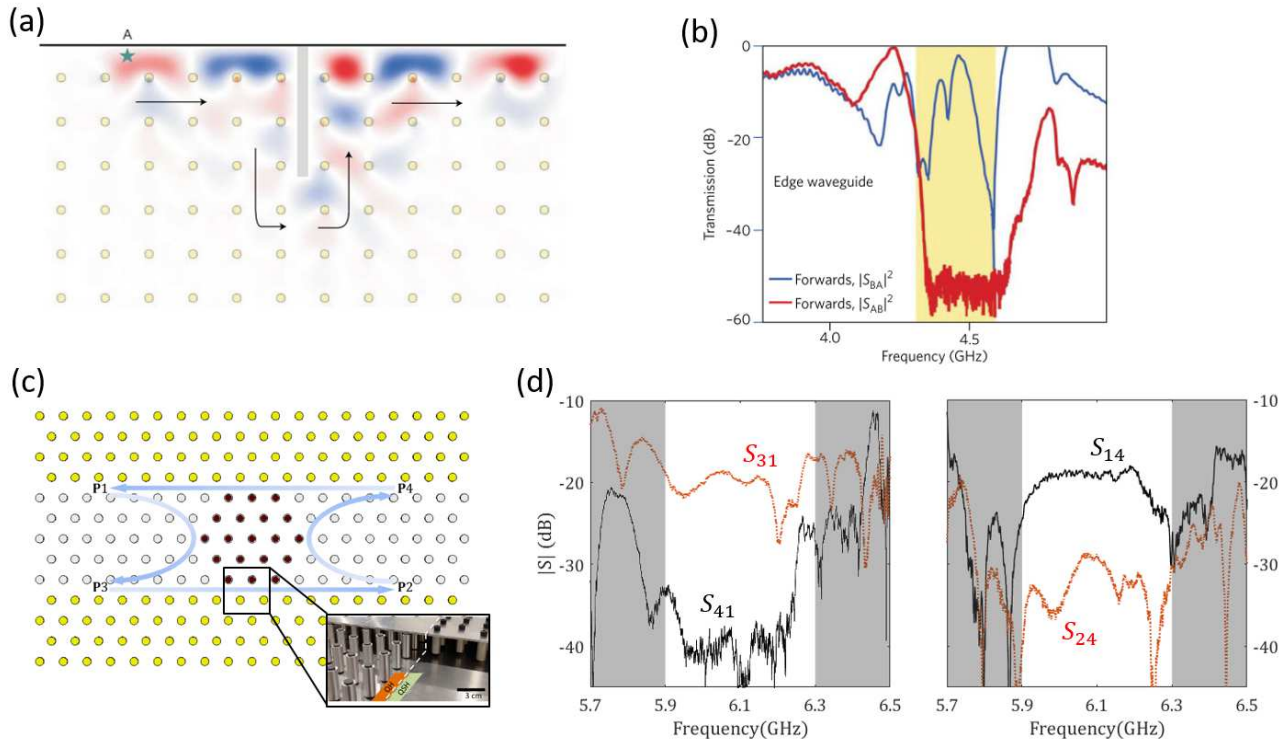 (a)
A
(b)
0
-20
-40
-60
Transmission (dB)
Edge waveguide
Forwards, |S_BA|²
Forwards, |S_AB|²
4.0
4.5
Frequency (GHz)
(c)
P1
P4
P3
P2
QH
QSH
3 cm
(d)
-10
-20
-30
-40
|S| (dB)
S₃₁
S₄₁
5.7
5.9
6.1
6.3
6.5
Frequency(GHz)
S₁₄
S₂₄
-10
-20
-30
-40
5.7
5.9
6.1
6.3
6.5
Frequency(GHz)